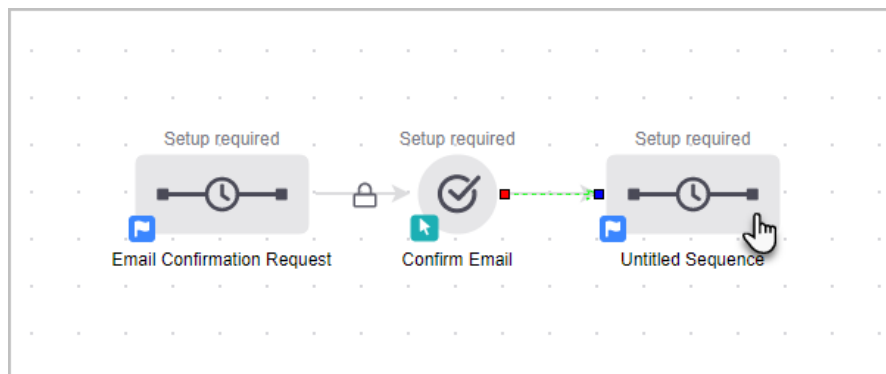 Setup required
Setup required
Setup required
Email Confirmation Request
Confirm Email
Untitled Sequence